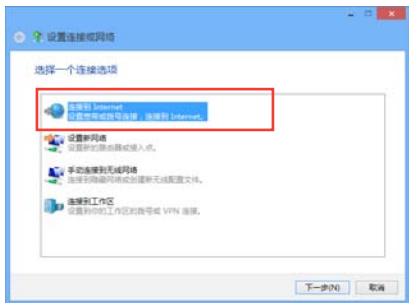 设置连接或网络
选择一个连接选项
连接到 Internet
设置宽带或拨号连接，连接到 Internet。
设置新网络
设置新的路由器或接入点。
手动连接到无线网络
连接到隐藏网络或创建新无线配置文件。
连接到工作区
设置到你的工作区的拨号或 VPN 连接。
下一步(N)
取消